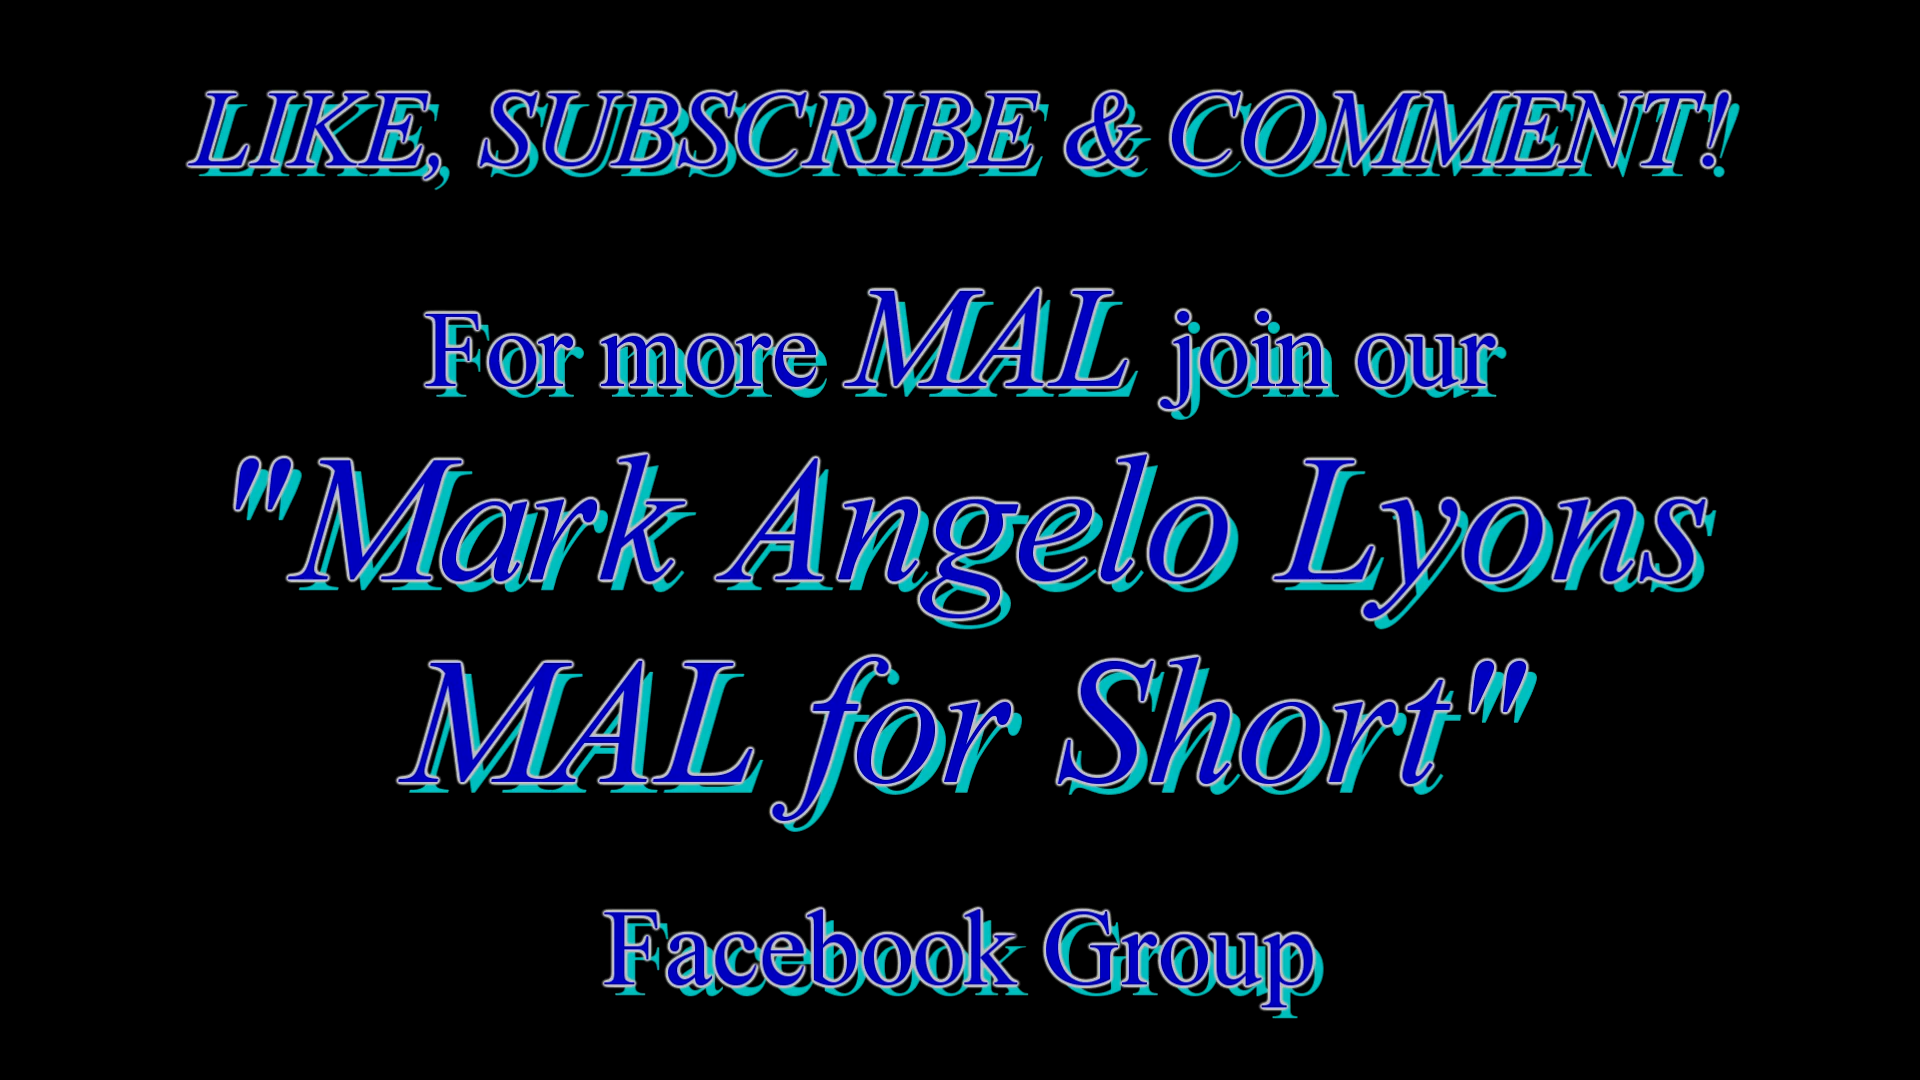 LIKE, SUBSCRIBE & COMMENT!
For more MAL join our
"Mark Angelo Lyons
MAL for Short"
Facebook Group